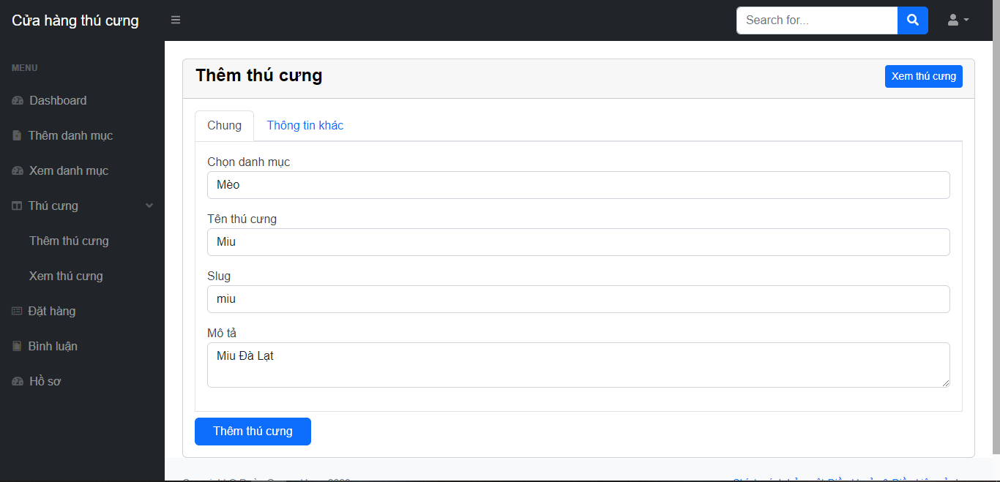 Cửa hàng thú cưng
Search for...
MENU
Dashboard
Thêm danh mục
Xem danh mục
Thú cưng
Thêm thú cưng
Xem thú cưng
Đặt hàng
Bình luận
Hồ sơ
Thêm thú cưng
Xem thú cưng
Chung
Thông tin khác
Chọn danh mục
Mèo
Tên thú cưng
Miu
Slug
miu
Mô tả
Miu Đà Lạt
Thêm thú cưng